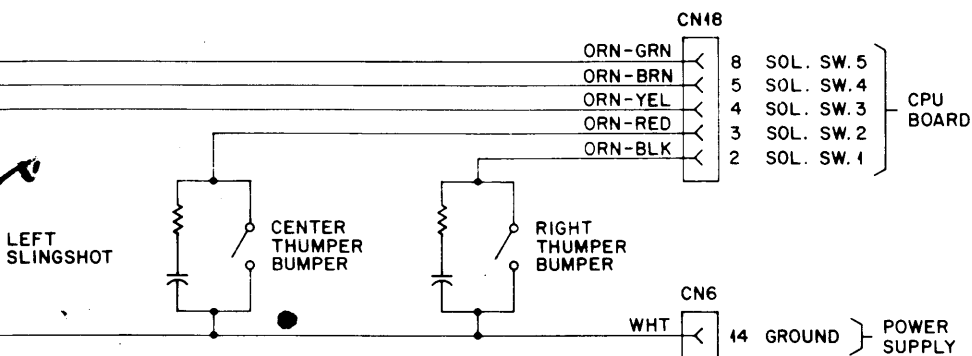 CN18
ORN-GRN 8 SOL. SW. 5
ORN-BRN 5 SOL. SW. 4
ORN-YEL 4 SOL. SW. 3
ORN-RED 3 SOL. SW. 2
ORN-BLK 2 SOL. SW. 1
CPU
BOARD
LEFT
SLINGSHOT
CENTER
THUMPER
BUMPER
RIGHT
THUMPER
BUMPER
CN6
WHT 14 GROUND
POWER
SUPPLY